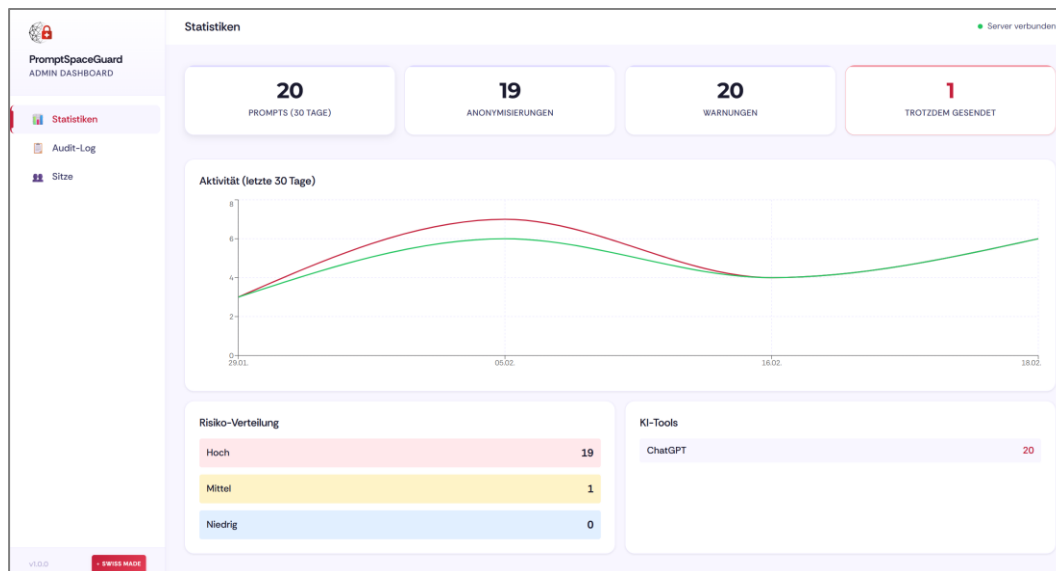 PromptSpaceGuard
ADMIN DASHBOARD
Statistiken
Audit-Log
Sitze
v1.0.0
+ SWISS MADE
Statistiken
Server verbunden
20
PROMPTS (30 TAGE)
19
ANONYMISIERUNGEN
20
WARNUNGEN
1
TROTZDEM GESENDET
Aktivität (letzte 30 Tage)
8
6
4
2
0
29.01.
05.02.
16.02.
18.02.
Risiko-Verteilung
Hoch 19
Mittel 1
Niedrig 0
KI-Tools
ChatGPT 20